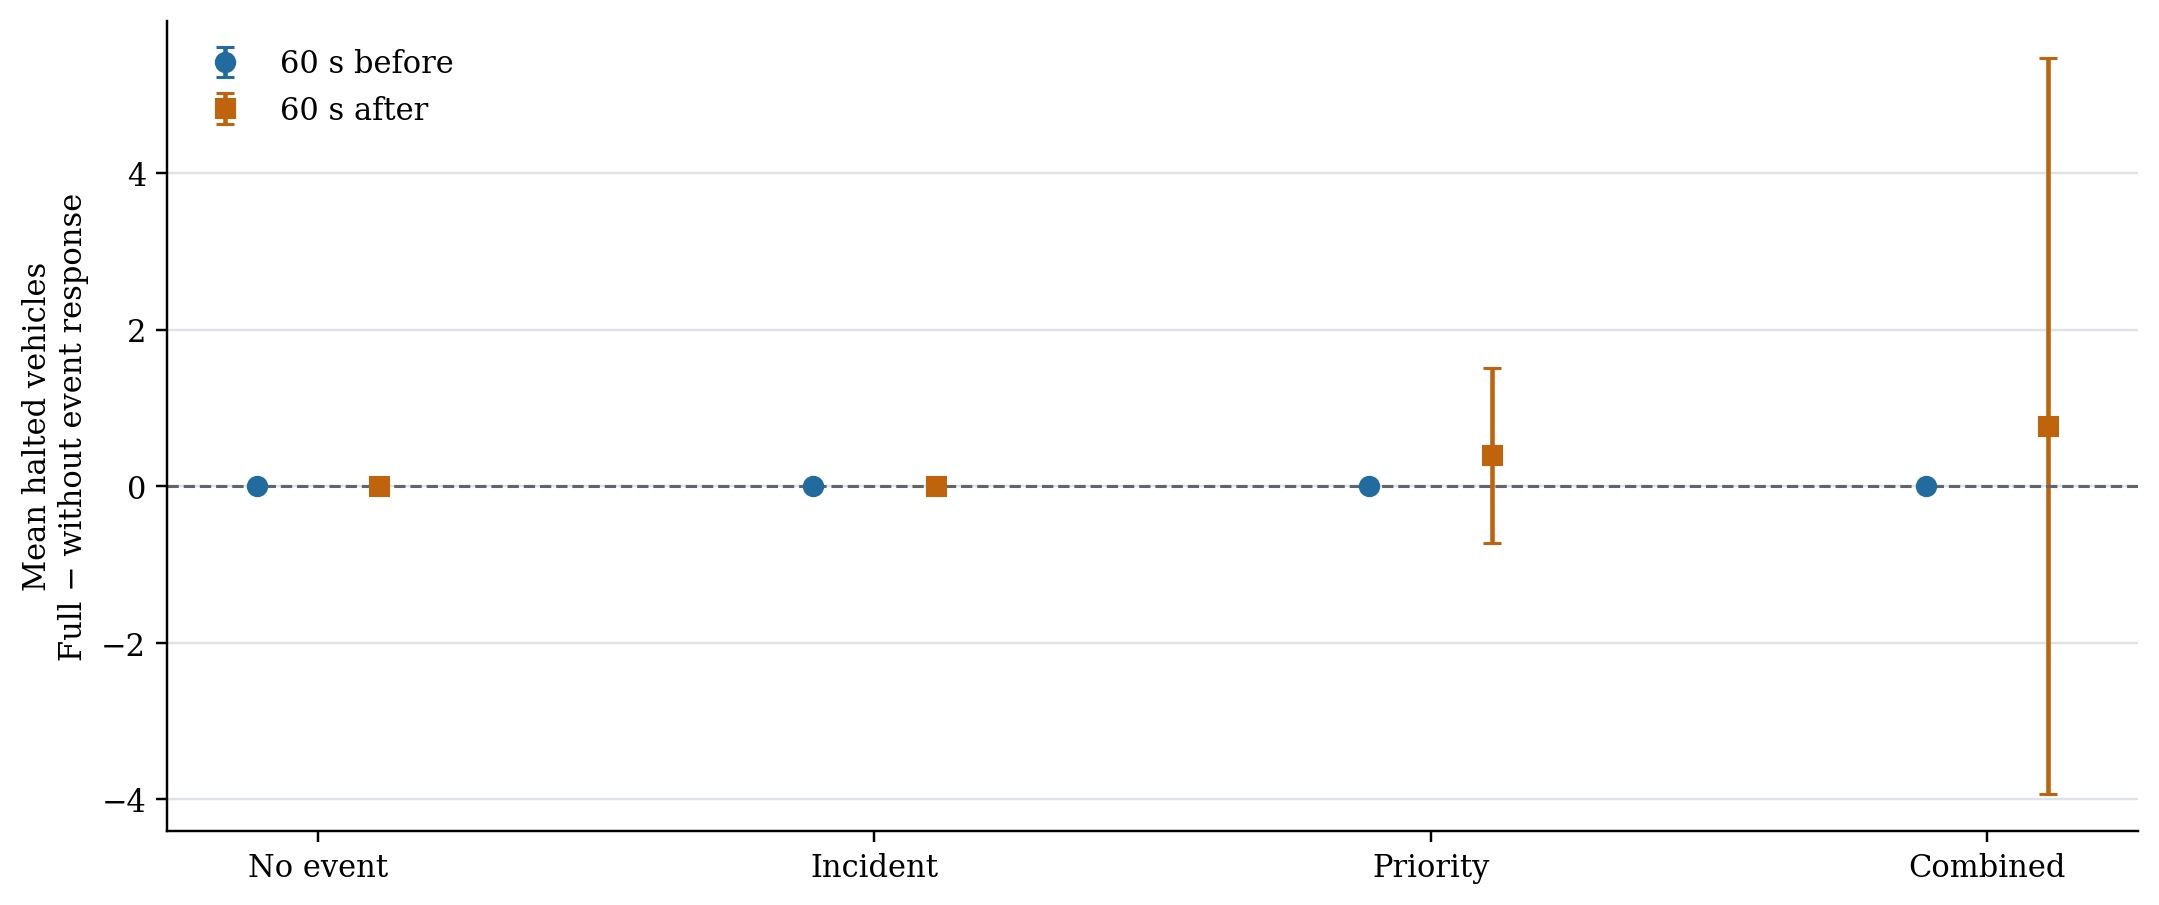 60 s before
60 s after
Mean halted vehicles
Full − without event response
4
2
0
−2
−4
No event
Incident
Priority
Combined